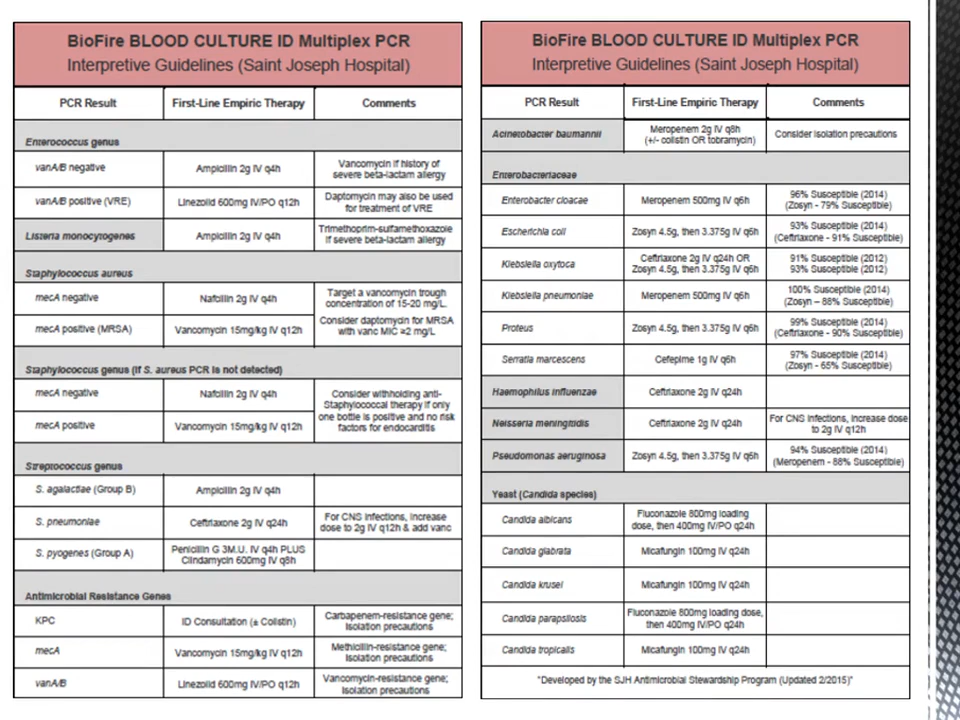 BioFire BLOOD CULTURE ID Multiplex PCR
Interpretive Guidelines (Saint Joseph Hospital)
PCR Result First-Line Empiric Therapy Comments
Enterococcus genus
vanA/B negative Ampicillin 2g IV q4h Vancomycin if history of
severe beta-lactam allergy
vanA/B positive (VRE) Linezolid 600mg IV/PO q12h Daptomycin may also be used
for treatment of VRE
Listeria monocytogenes Ampicillin 2g IV q4h Trimethoprim-sulfamethoxazole
if severe beta-lactam allergy
Staphylococcus aureus
mecA negative Nafcillin 2g IV q4h Target a vancomycin trough
concentration of 15-20 mg/L.
mecA positive (MRSA) Vancomycin 15mg/kg IV q12h Consider daptomycin for MRSA
with vanc MIC =2 mg/L
Staphylococcus genus (if S. aureus PCR is not detected)
mecA negative Nafcillin 2g IV q4h Consider withholding anti-
Staphylococcal therapy if only
mecA positive Vancomycin 15mg/kg IV q12h one bottle is positive and no risk
factors for endocarditis
Streptococcus genus
S. agalactiae (Group B) Ampicillin 2g IV q4h
S. pneumoniae Ceftriaxone 2g IV q24h For CNS infections, increase
dose to 2g IV q12h & add vanc
S. pyogenes (Group A) Penicillin G 3M.U. IV q4h PLUS
Clindamycin 600mg IV q8h
Antimicrobial Resistance Genes
KPC ID Consultation (± Colistin) Carbapenem-resistance gene;
Isolation precautions
mecA Vancomycin 15mg/kg IV q12h Methicillin-resistance gene;
Isolation precautions
vanA/B Linezolid 600mg IV/PO q12h Vancomycin-resistance gene;
Isolation precautions
BioFire BLOOD CULTURE ID Multiplex PCR
Interpretive Guidelines (Saint Joseph Hospital)
PCR Result First-Line Empiric Therapy Comments
Acinetobacter baumannii Meropenem 2g IV q8h
(+/- colistin OR tobramycin) Consider isolation precautions
Enterobacteriaceae
Enterobacter cloacae Meropenem 500mg IV q6h 96% Susceptible (2014)
(Zosyn - 79% Susceptible)
Escherichia coli Zosyn 4.5g, then 3.375g IV q6h 93% Susceptible (2014)
(Ceftriaxone - 91% Susceptible)
Klebsiella oxytoca Ceftriaxone 2g IV q24h OR 91% Susceptible (2012)
Zosyn 4.5g, then 3.375g IV q6h 93% Susceptible (2012)
Klebsiella pneumoniae Meropenem 500mg IV q6h 100% Susceptible (2014)
(Zosyn – 88% Susceptible)
Proteus Zosyn 4.5g, then 3.375g IV q6h 99% Susceptible (2014)
(Ceftriaxone - 90% Susceptible)
Serratia marcescens Cefepime 1g IV q6h 97% Susceptible (2014)
(Zosyn - 65% Susceptible)
Haemophilus influenzae Ceftriaxone 2g IV q24h
Neisseria meningitidis Ceftriaxone 2g IV q24h For CNS infections, increase dose
to 2g IV q12h
Pseudomonas aeruginosa Zosyn 4.5g, then 3.375g IV q6h 94% Susceptible (2014)
(Meropenem - 88% Susceptible)
Yeast (Candida species)
Candida albicans Fluconazole 800mg IV loading
dose, then 400mg IV/PO q24h
Candida glabrata Micafungin 100mg IV q24h
Candida krusei Micafungin 100mg IV q24h
Candida parapsilosis Fluconazole 800mg loading dose,
then 400mg IV/PO q24h
Candida tropicalis Micafungin 100mg IV q24h
"Developed by the SJH Antimicrobial Stewardship Program (Updated 2/2015)"